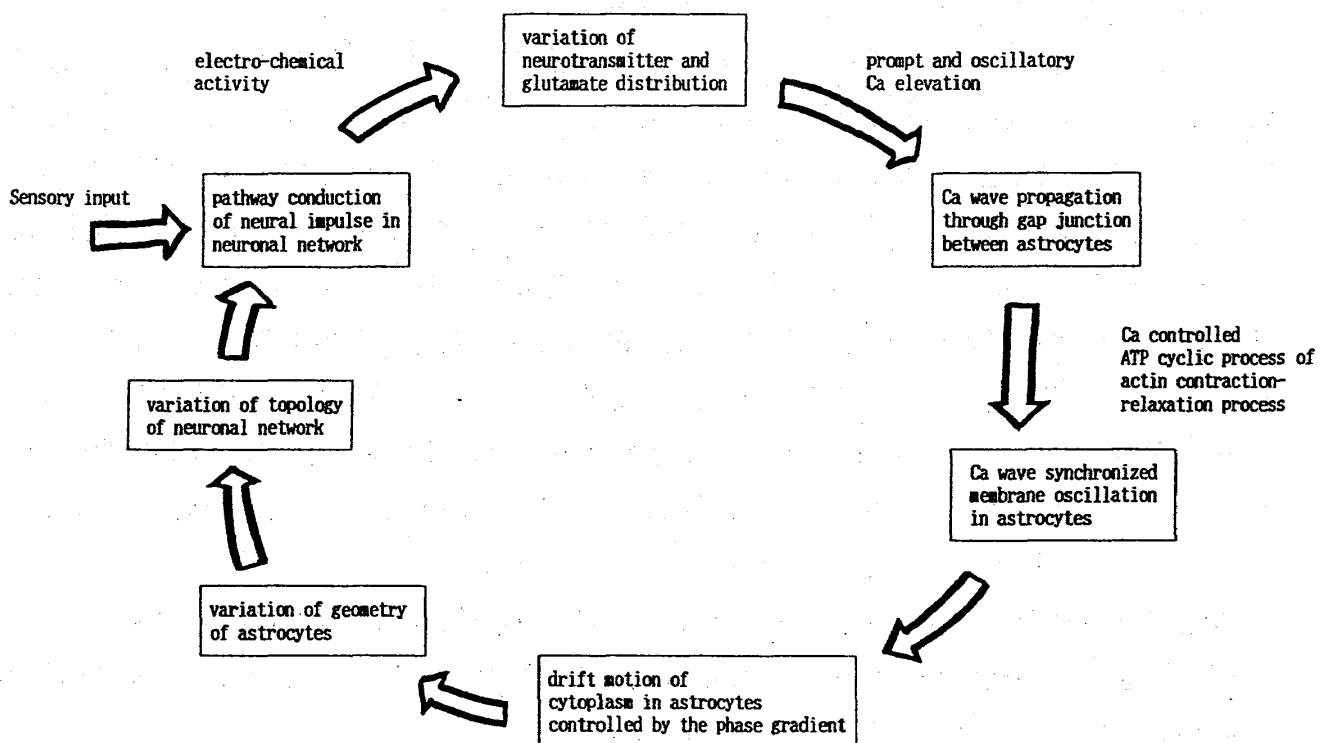 variation of
neurotransmitter and
glutamate distribution
electro-chemical
activity
prompt and oscillatory
Ca elevation
Sensory input
pathway conduction
of neural impulse in
neuronal network
Ca wave propagation
through gap junction
between astrocytes
Ca controlled
ATP cyclic process of
actin contraction-
relaxation process
variation of topology
of neuronal network
Ca wave synchronized
membrane oscillation
in astrocytes
variation of geometry
of astrocytes
drift motion of
cytoplasm in astrocytes
controlled by the phase gradient